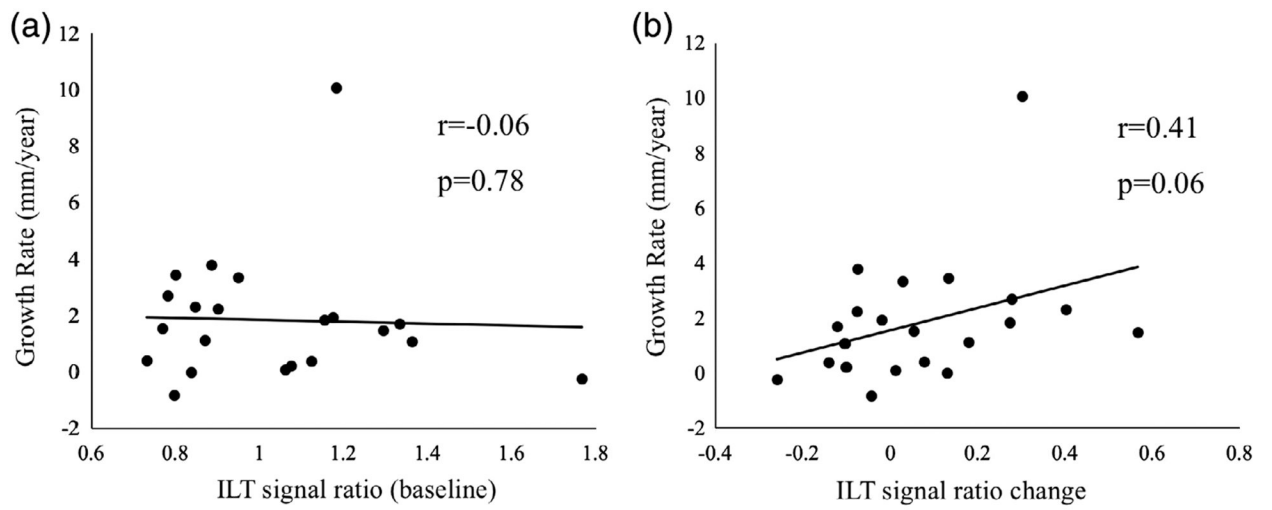 (a)
12
10
8
6
4
2
0
-2
Growth Rate (mm/year)
r=-0.06
p=0.78
0.6 0.8 1 1.2 1.4 1.6 1.8
ILT signal ratio (baseline)
(b)
12
10
8
6
4
2
0
-2
Growth Rate (mm/year)
r=0.41
p=0.06
-0.4 -0.2 0 0.2 0.4 0.6 0.8
ILT signal ratio change